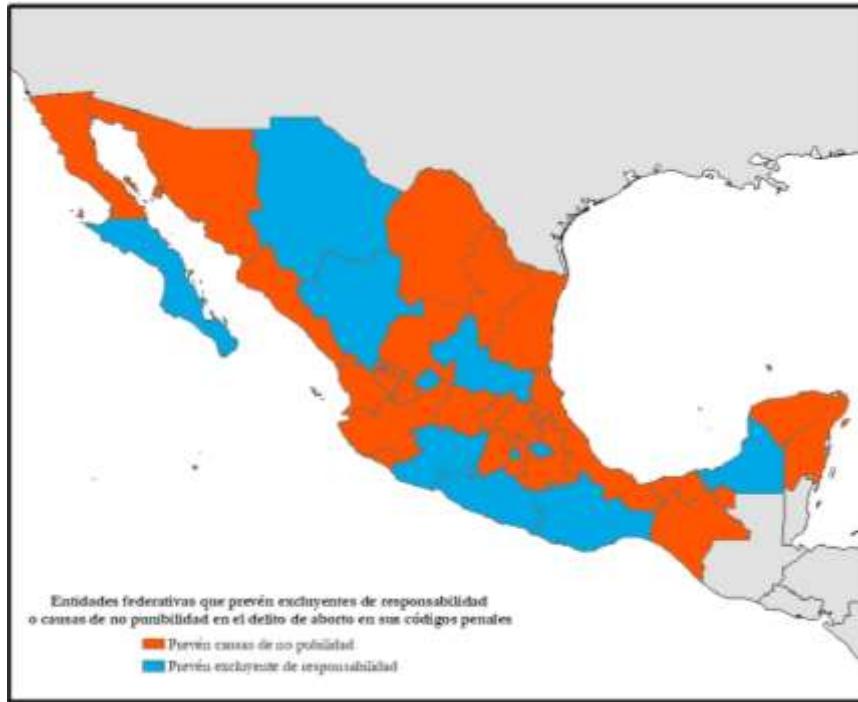 Entidades federativas que prevén excluyentes de responsabilidad
o causas de no punibilidad en el delito de aborto en sus códigos penales
Prevén causas de no pubilidad
Prevén excluyente de responsabilidad